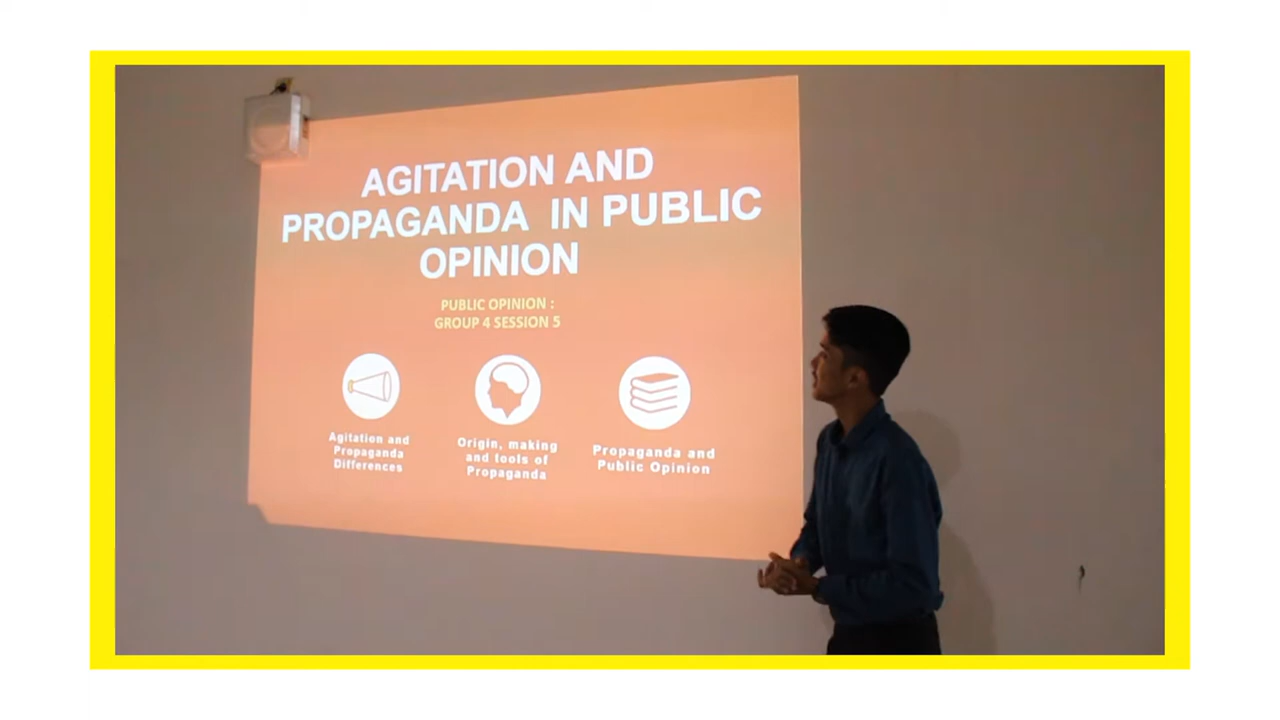 AGITATION AND
PROPAGANDA IN PUBLIC
OPINION
PUBLIC OPINION :
GROUP 4 SESSION 5
Agitation and
Propaganda
Differences
Origin, making
and tools of
Propaganda
Propaganda and
Public Opinion